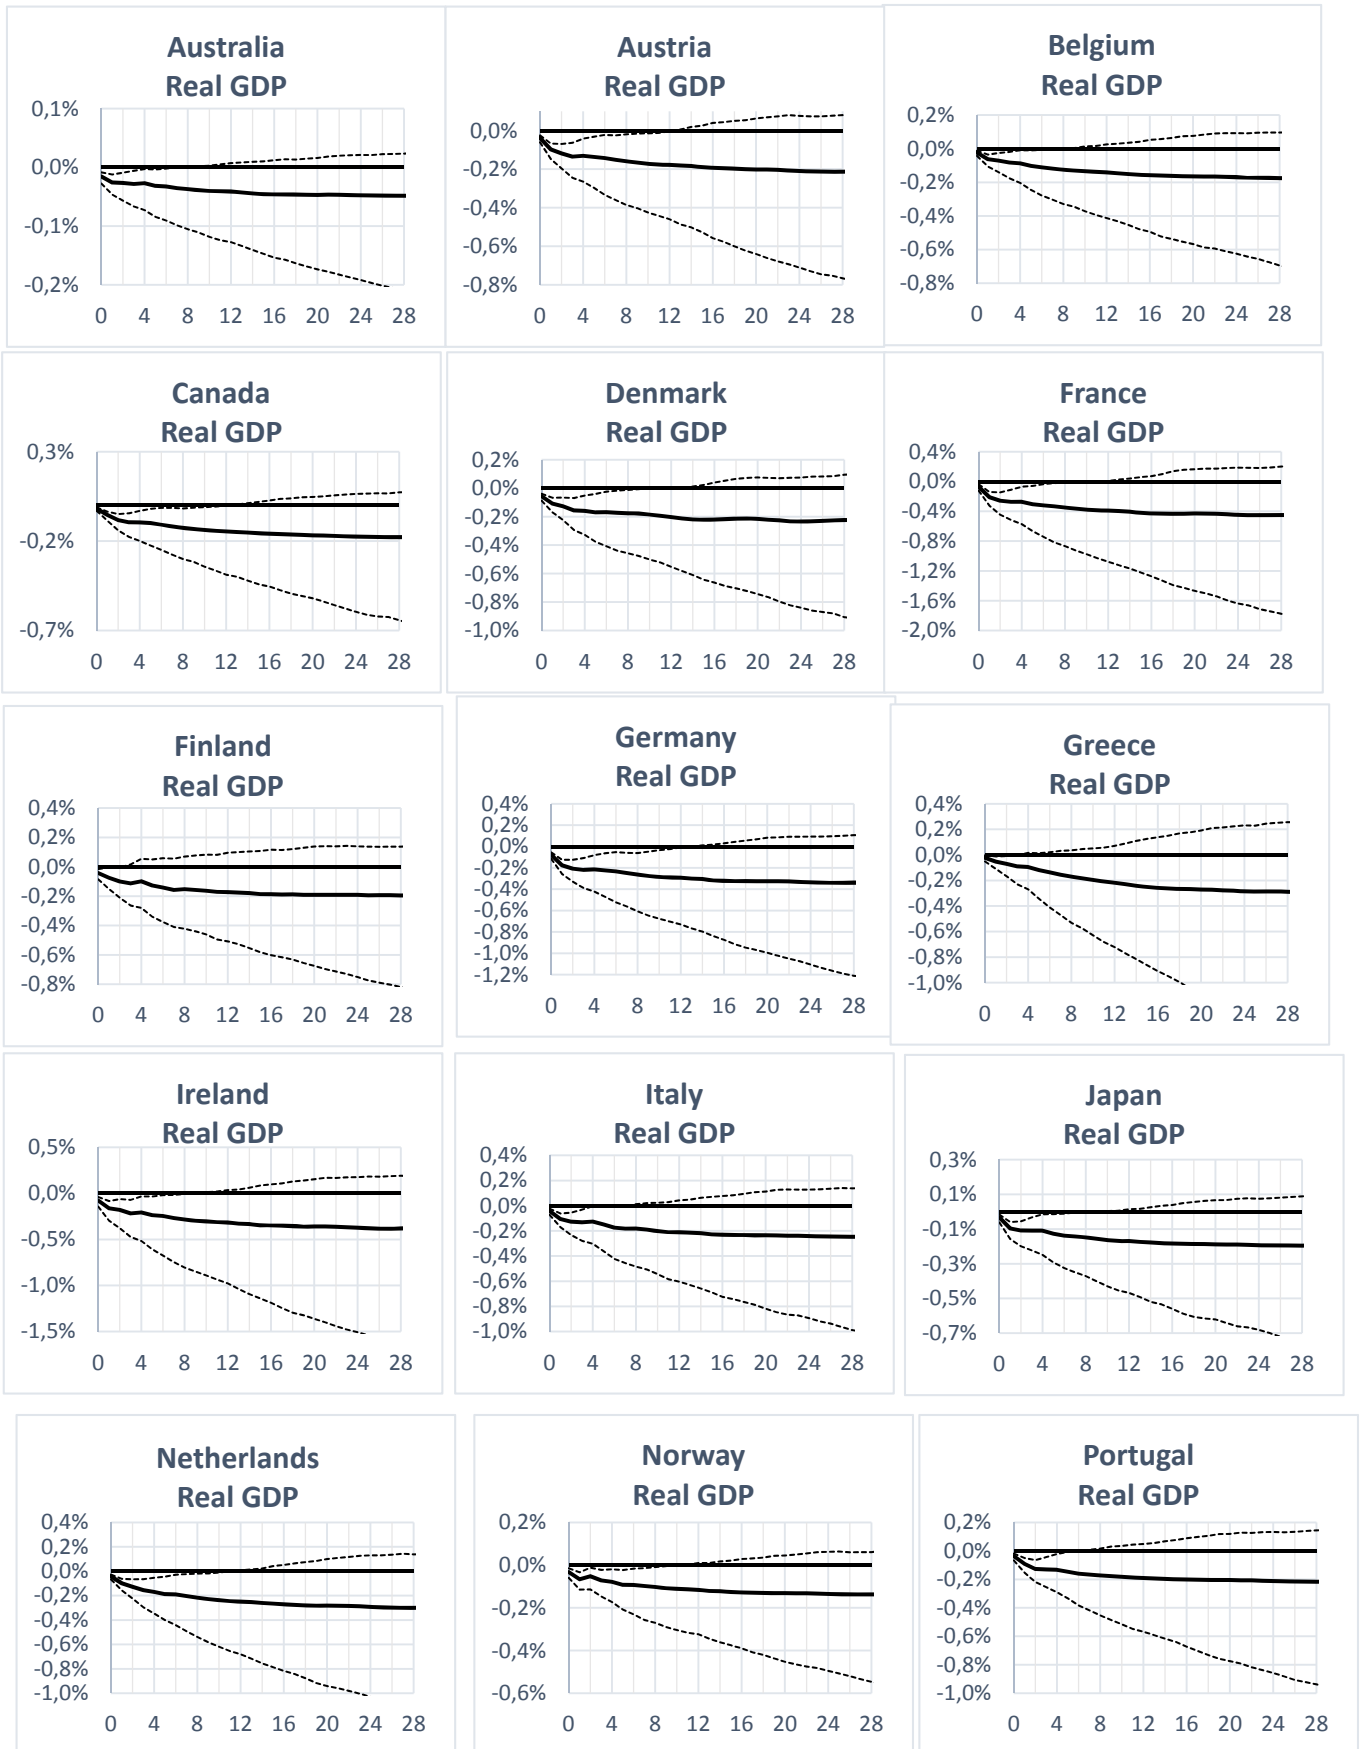 Australia
Real GDP
0,1%
0,0%
-0,1%
-0,2%
0 4 8 12 16 20 24 28
Austria
Real GDP
0,0%
-0,2%
-0,4%
-0,6%
-0,8%
0 4 8 12 16 20 24 28
Belgium
Real GDP
0,2%
0,0%
-0,2%
-0,4%
-0,6%
-0,8%
0 4 8 12 16 20 24 28
Canada
Real GDP
0,3%
-0,2%
-0,7%
0 4 8 12 16 20 24 28
Denmark
Real GDP
0,2%
0,0%
-0,2%
-0,4%
-0,6%
-0,8%
-1,0%
0 4 8 12 16 20 24 28
France
Real GDP
0,4%
0,0%
-0,4%
-0,8%
-1,2%
-1,6%
-2,0%
0 4 8 12 16 20 24 28
Finland
Real GDP
0,4%
0,2%
0,0%
-0,2%
-0,4%
-0,6%
-0,8%
0 4 8 12 16 20 24 28
Germany
Real GDP
0,4%
0,2%
0,0%
-0,2%
-0,4%
-0,6%
-0,8%
-1,0%
-1,2%
0 4 8 12 16 20 24 28
Greece
Real GDP
0,4%
0,2%
0,0%
-0,2%
-0,4%
-0,6%
-0,8%
-1,0%
0 4 8 12 16 20 24 28
Ireland
Real GDP
0,5%
0,0%
-0,5%
-1,0%
-1,5%
0 4 8 12 16 20 24 28
Italy
Real GDP
0,4%
0,2%
0,0%
-0,2%
-0,4%
-0,6%
-0,8%
-1,0%
0 4 8 12 16 20 24 28
Japan
Real GDP
0,3%
0,1%
-0,1%
-0,3%
-0,5%
-0,7%
0 4 8 12 16 20 24 28
Netherlands
Real GDP
0,4%
0,2%
0,0%
-0,2%
-0,4%
-0,6%
-0,8%
-1,0%
0 4 8 12 16 20 24 28
Norway
Real GDP
0,2%
0,0%
-0,2%
-0,4%
-0,6%
0 4 8 12 16 20 24 28
Portugal
Real GDP
0,2%
0,0%
-0,2%
-0,4%
-0,6%
-0,8%
-1,0%
0 4 8 12 16 20 24 28